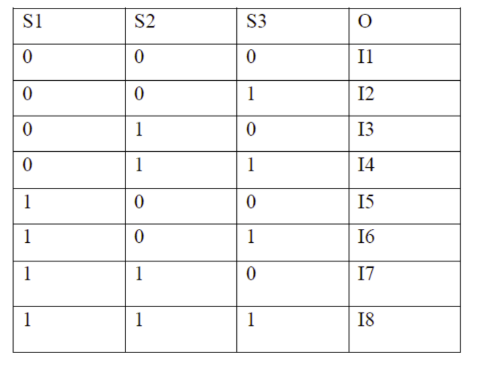 S1 S2 S3 O
0 0 0 I1
0 0 1 I2
0 1 0 I3
0 1 1 I4
1 0 0 I5
1 0 1 I6
1 1 0 I7
1 1 1 I8